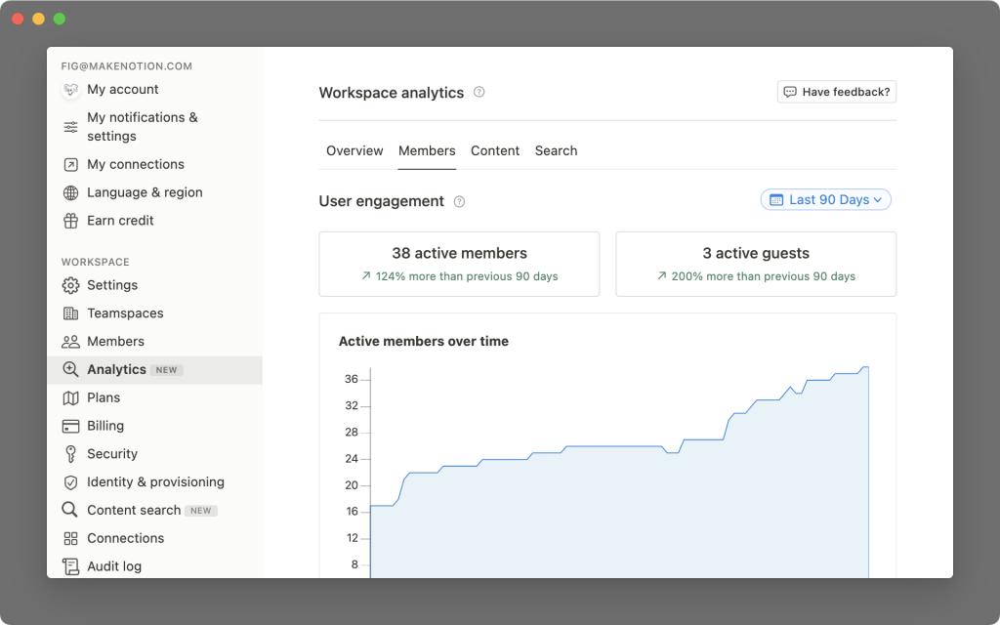 FIG@MAKENOTION.COM
My account
My notifications &
settings
My connections
Language & region
Earn credit
WORKSPACE
Settings
Teamspaces
Members
Analytics NEW
Plans
Billing
Security
Identity & provisioning
Content search NEW
Connections
Audit log
Workspace analytics ?
Have feedback?
Overview Members Content Search
User engagement ?
Last 90 Days
38 active members
↗ 124% more than previous 90 days
3 active guests
↗ 200% more than previous 90 days
Active members over time
36
32
28
24
20
16
12
8